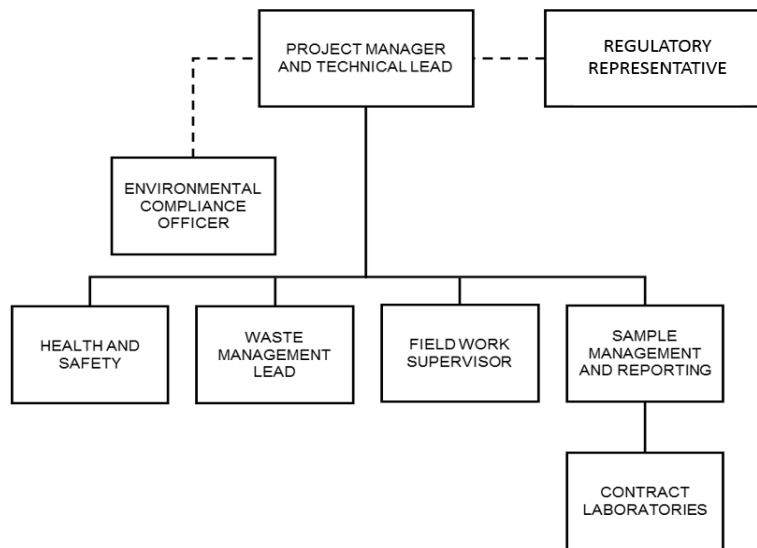 PROJECT MANAGER
AND TECHNICAL LEAD
REGULATORY
REPRESENTATIVE
ENVIRONMENTAL
COMPLIANCE
OFFICER
HEALTH AND
SAFETY
WASTE
MANAGEMENT
LEAD
FIELD WORK
SUPERVISOR
SAMPLE
MANAGEMENT
AND REPORTING
CONTRACT
LABORATORIES